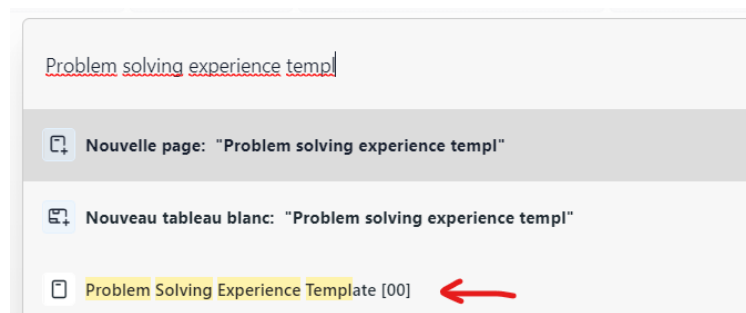 Problem solving experience templ
Nouvelle page: "Problem solving experience templ"
Nouveau tableau blanc: "Problem solving experience templ"
Problem Solving Experience Template [00]